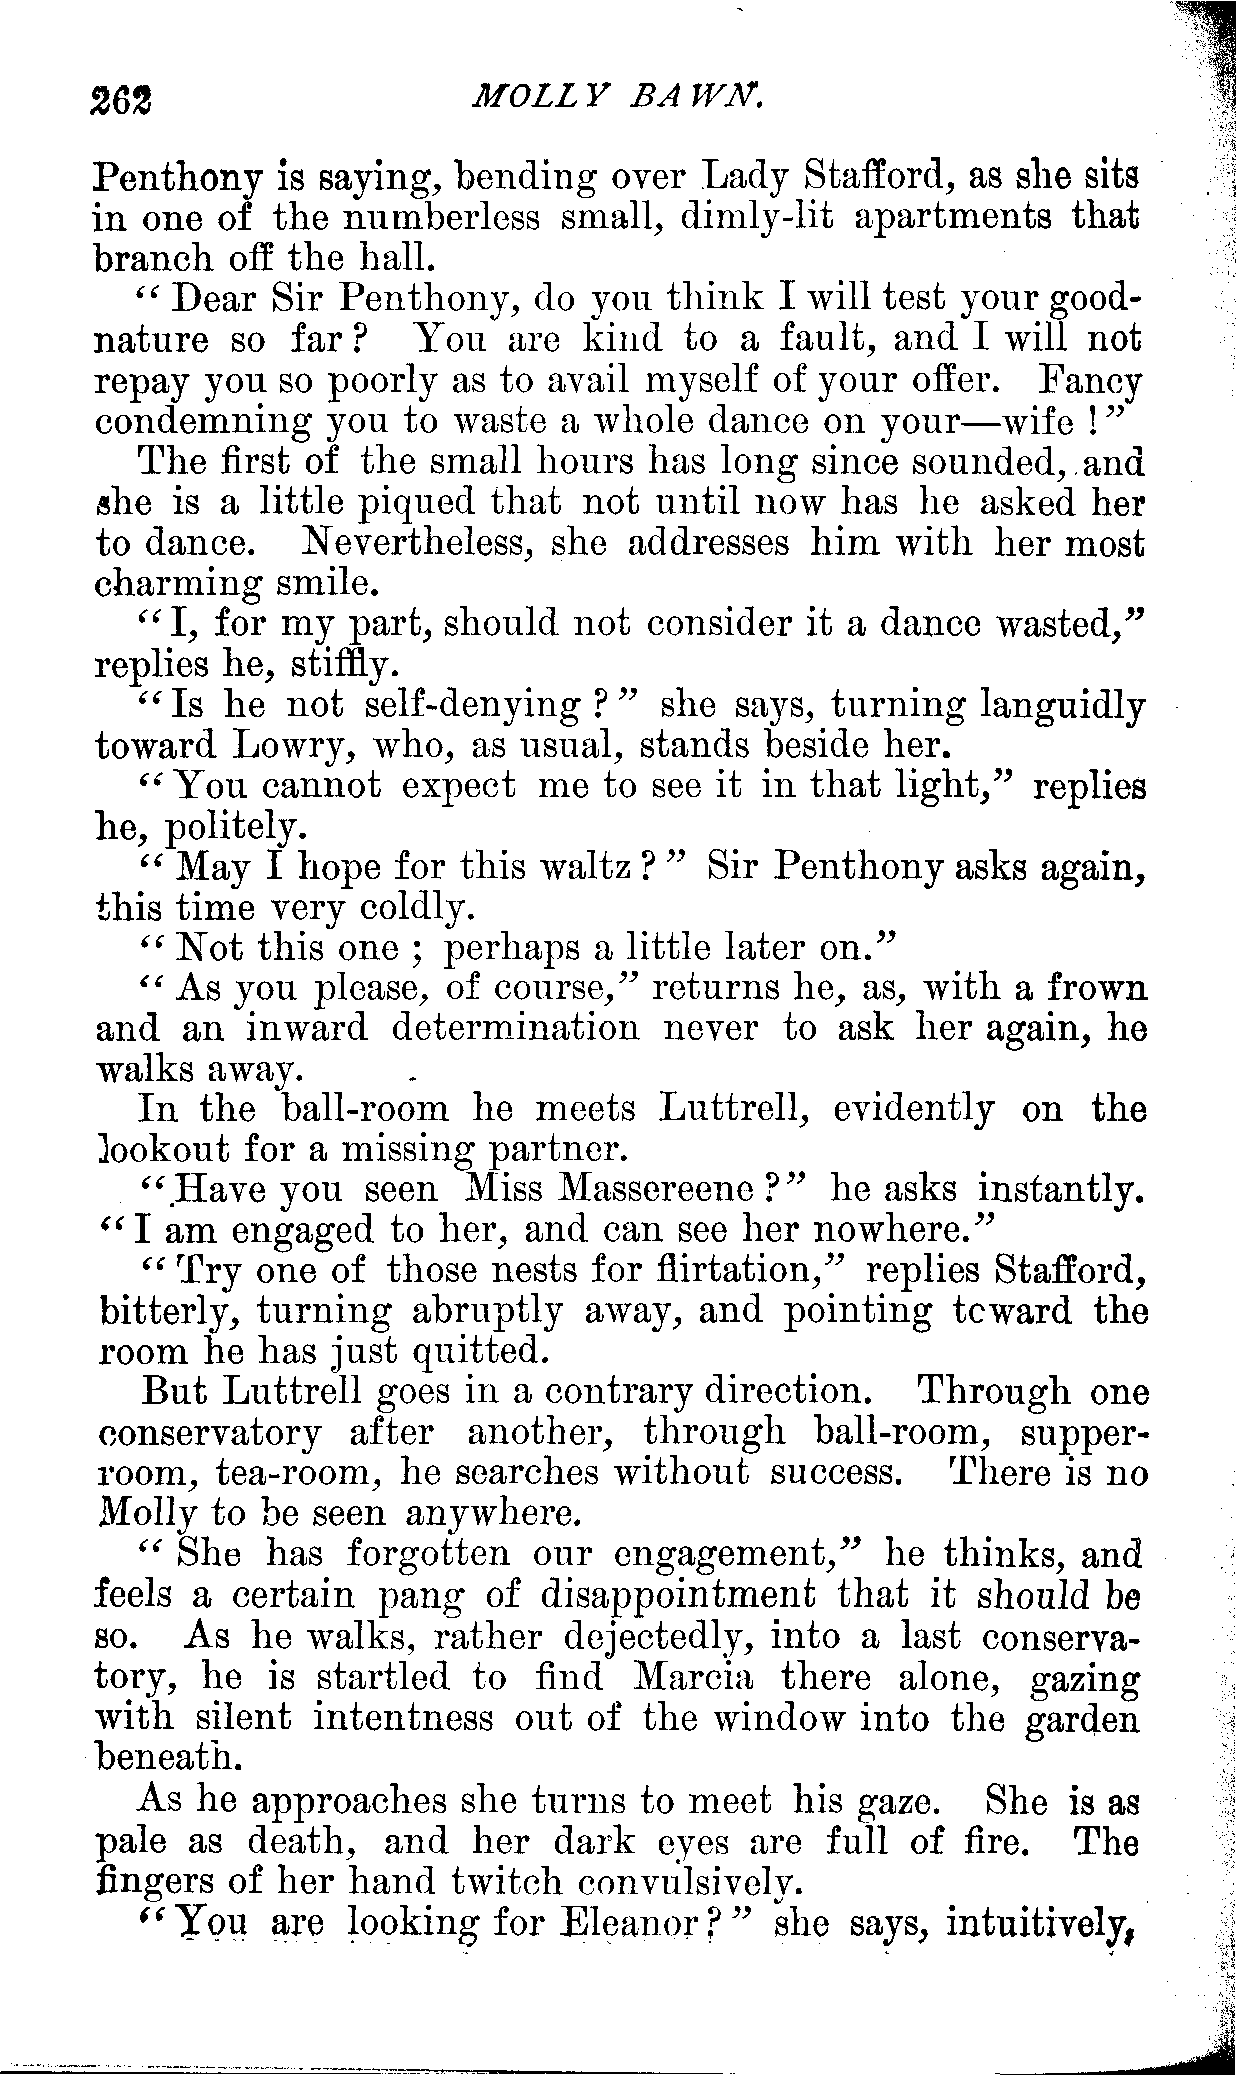 262 MOLLY BAWN.
Penthony is saying, bending over Lady Stafford, as she sits
in one of the numberless small, dimly-lit apartments that
branch off the hall.
“ Dear Sir Penthony, do you think I will test your good-
nature so far ? You are kind to a fault, and I will not
repay you so poorly as to avail myself of your offer. Fancy
condemning you to waste a whole dance on your—wife !”
The first of the small hours has long since sounded, and
she is a little piqued that not until now has he asked her
to dance. Nevertheless, she addresses him with her most
charming smile.
“ I, for my part, should not consider it a dance wasted,”
replies he, stiffly.
“ Is he not self-denying ? ” she says, turning languidly
toward Lowry, who, as usual, stands beside her.
“ You cannot expect me to see it in that light,” replies
he, politely.
“ May I hope for this waltz ? ” Sir Penthony asks again,
this time very coldly.
“ Not this one ; perhaps a little later on.”
“ As you please, of course,” returns he, as, with a frown
and an inward determination never to ask her again, he
walks away.
In the ball-room he meets Luttrell, evidently on the
lookout for a missing partner.
“ Have you seen Miss Massereene ?” he asks instantly.
“ I am engaged to her, and can see her nowhere.”
“ Try one of those nests for flirtation,” replies Stafford,
bitterly, turning abruptly away, and pointing toward the
room he has just quitted.
But Luttrell goes in a contrary direction. Through one
conservatory after another, through ball-room, supper-
room, tea-room, he searches without success. There is no
Molly to be seen anywhere.
“ She has forgotten our engagement,” he thinks, and
feels a certain pang of disappointment that it should be
so. As he walks, rather dejectedly, into a last conserva-
tory, he is startled to find Marcia there alone, gazing
with silent intentness out of the window into the garden
beneath.
As he approaches she turns to meet his gaze. She is as
pale as death, and her dark eyes are full of fire. The
fingers of her hand twitch convulsively.
“ You are looking for Eleanor ? ” she says, intuitively,